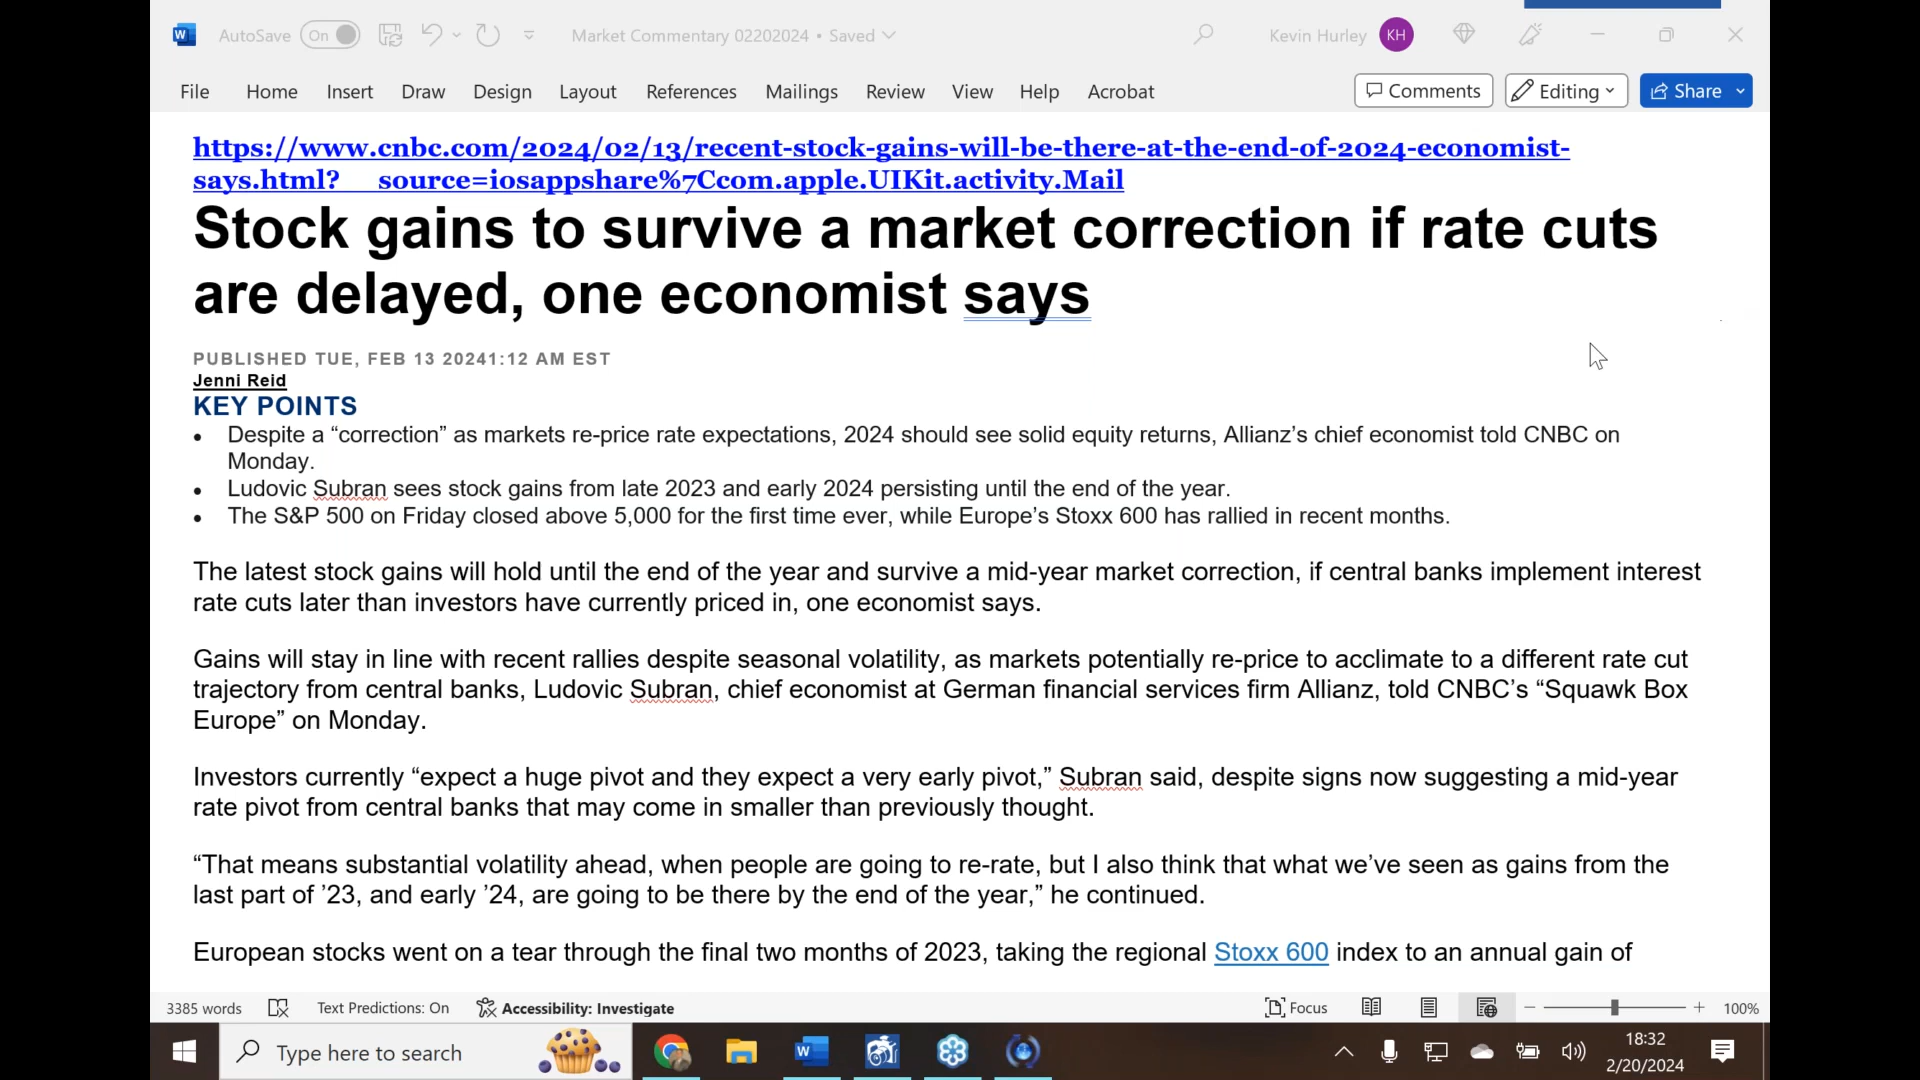 W AutoSave On Market Commentary 02202024 • Saved Kevin Hurley KH
File Home Insert Draw Design Layout References Mailings Review View Help Acrobat Comments Editing Share
https://www.cnbc.com/2024/02/13/recent-stock-gains-will-be-there-at-the-end-of-2024-economist-
says.html?__source=iosappshare%7Ccom.apple.UIKit.activity.Mail
Stock gains to survive a market correction if rate cuts
are delayed, one economist says
PUBLISHED TUE, FEB 13 20241:12 AM EST
Jenni Reid
KEY POINTS
• Despite a “correction” as markets re-price rate expectations, 2024 should see solid equity returns, Allianz’s chief economist told CNBC on
Monday.
• Ludovic Subran sees stock gains from late 2023 and early 2024 persisting until the end of the year.
• The S&P 500 on Friday closed above 5,000 for the first time ever, while Europe’s Stoxx 600 has rallied in recent months.
The latest stock gains will hold until the end of the year and survive a mid-year market correction, if central banks implement interest
rate cuts later than investors have currently priced in, one economist says.
Gains will stay in line with recent rallies despite seasonal volatility, as markets potentially re-price to acclimate to a different rate cut
trajectory from central banks, Ludovic Subran, chief economist at German financial services firm Allianz, told CNBC’s “Squawk Box
Europe” on Monday.
Investors currently “expect a huge pivot and they expect a very early pivot,” Subran said, despite signs now suggesting a mid-year
rate pivot from central banks that may come in smaller than previously thought.
“That means substantial volatility ahead, when people are going to re-rate, but I also think that what we’ve seen as gains from the
last part of ’23, and early ’24, are going to be there by the end of the year,” he continued.
European stocks went on a tear through the final two months of 2023, taking the regional Stoxx 600 index to an annual gain of
3385 words Text Predictions: On Accessibility: Investigate Focus 100%
Type here to search W 18:32
2/20/2024